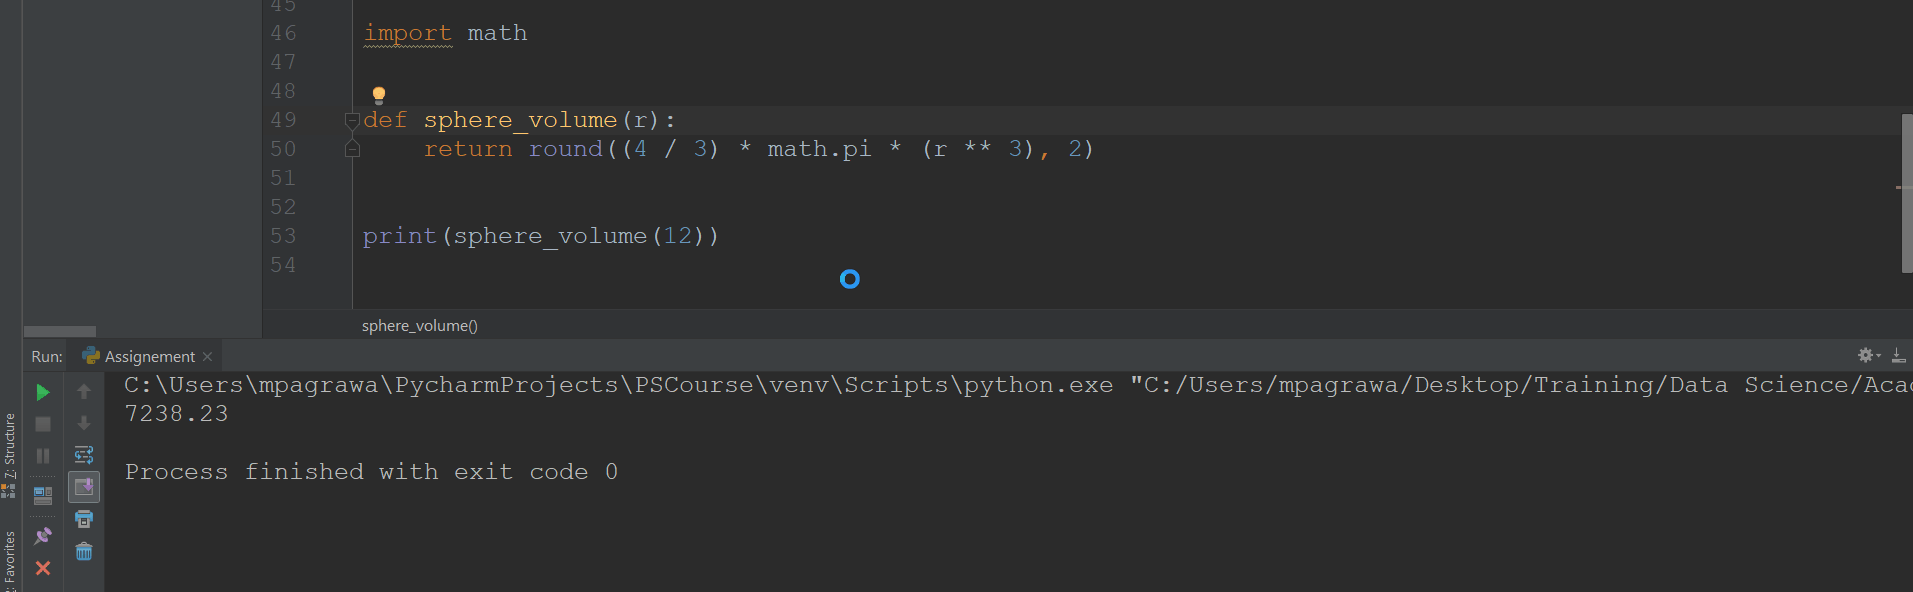 45
46 import math
47
48
49 def sphere_volume(r):
50     return round((4 / 3) * math.pi * (r ** 3), 2)
51
52
53 print(sphere_volume(12))
54
sphere_volume()
Run: Assignement
C:\Users\mpagrawa\PycharmProjects\PSCourse\venv\Scripts\python.exe "C:/Users/mpagrawa/Desktop/Training/Data Science/Aca
7238.23
Process finished with exit code 0
7: Structure
Favorites